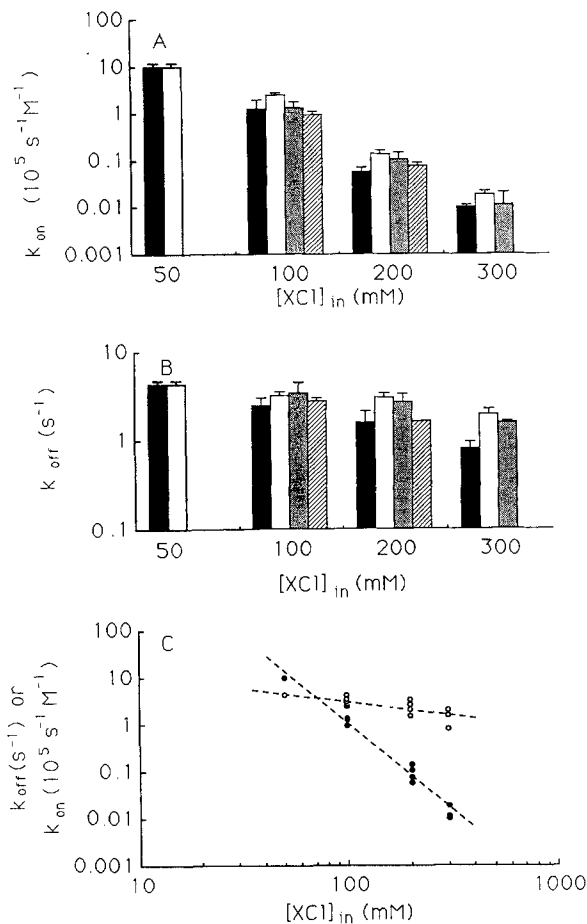 A
100
10
1
0.1
0.01
0.001
k on (10^5 s^-1 M^-1)
50 100 200 300
[XCl] in (mM)
B
10
1
0.1
k off (s^-1)
50 100 200 300
[XCl] in (mM)
C
100
10
1
0.1
0.01
0.001
k off (s^-1) or
k on (10^5 s^-1 M^-1)
10 100 1000
[XCl] in (mM)